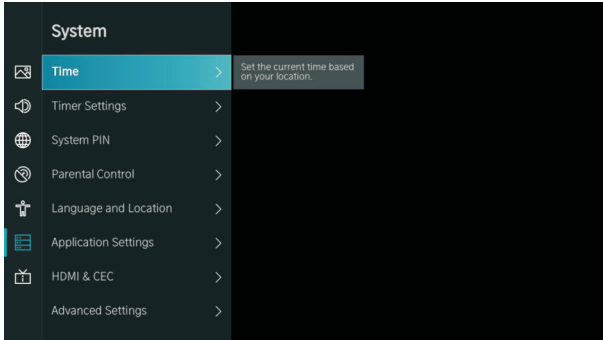 System
Time
Set the current time based
on your location.
Timer Settings
System PIN
Parental Control
Language and Location
Application Settings
HDMI & CEC
Advanced Settings